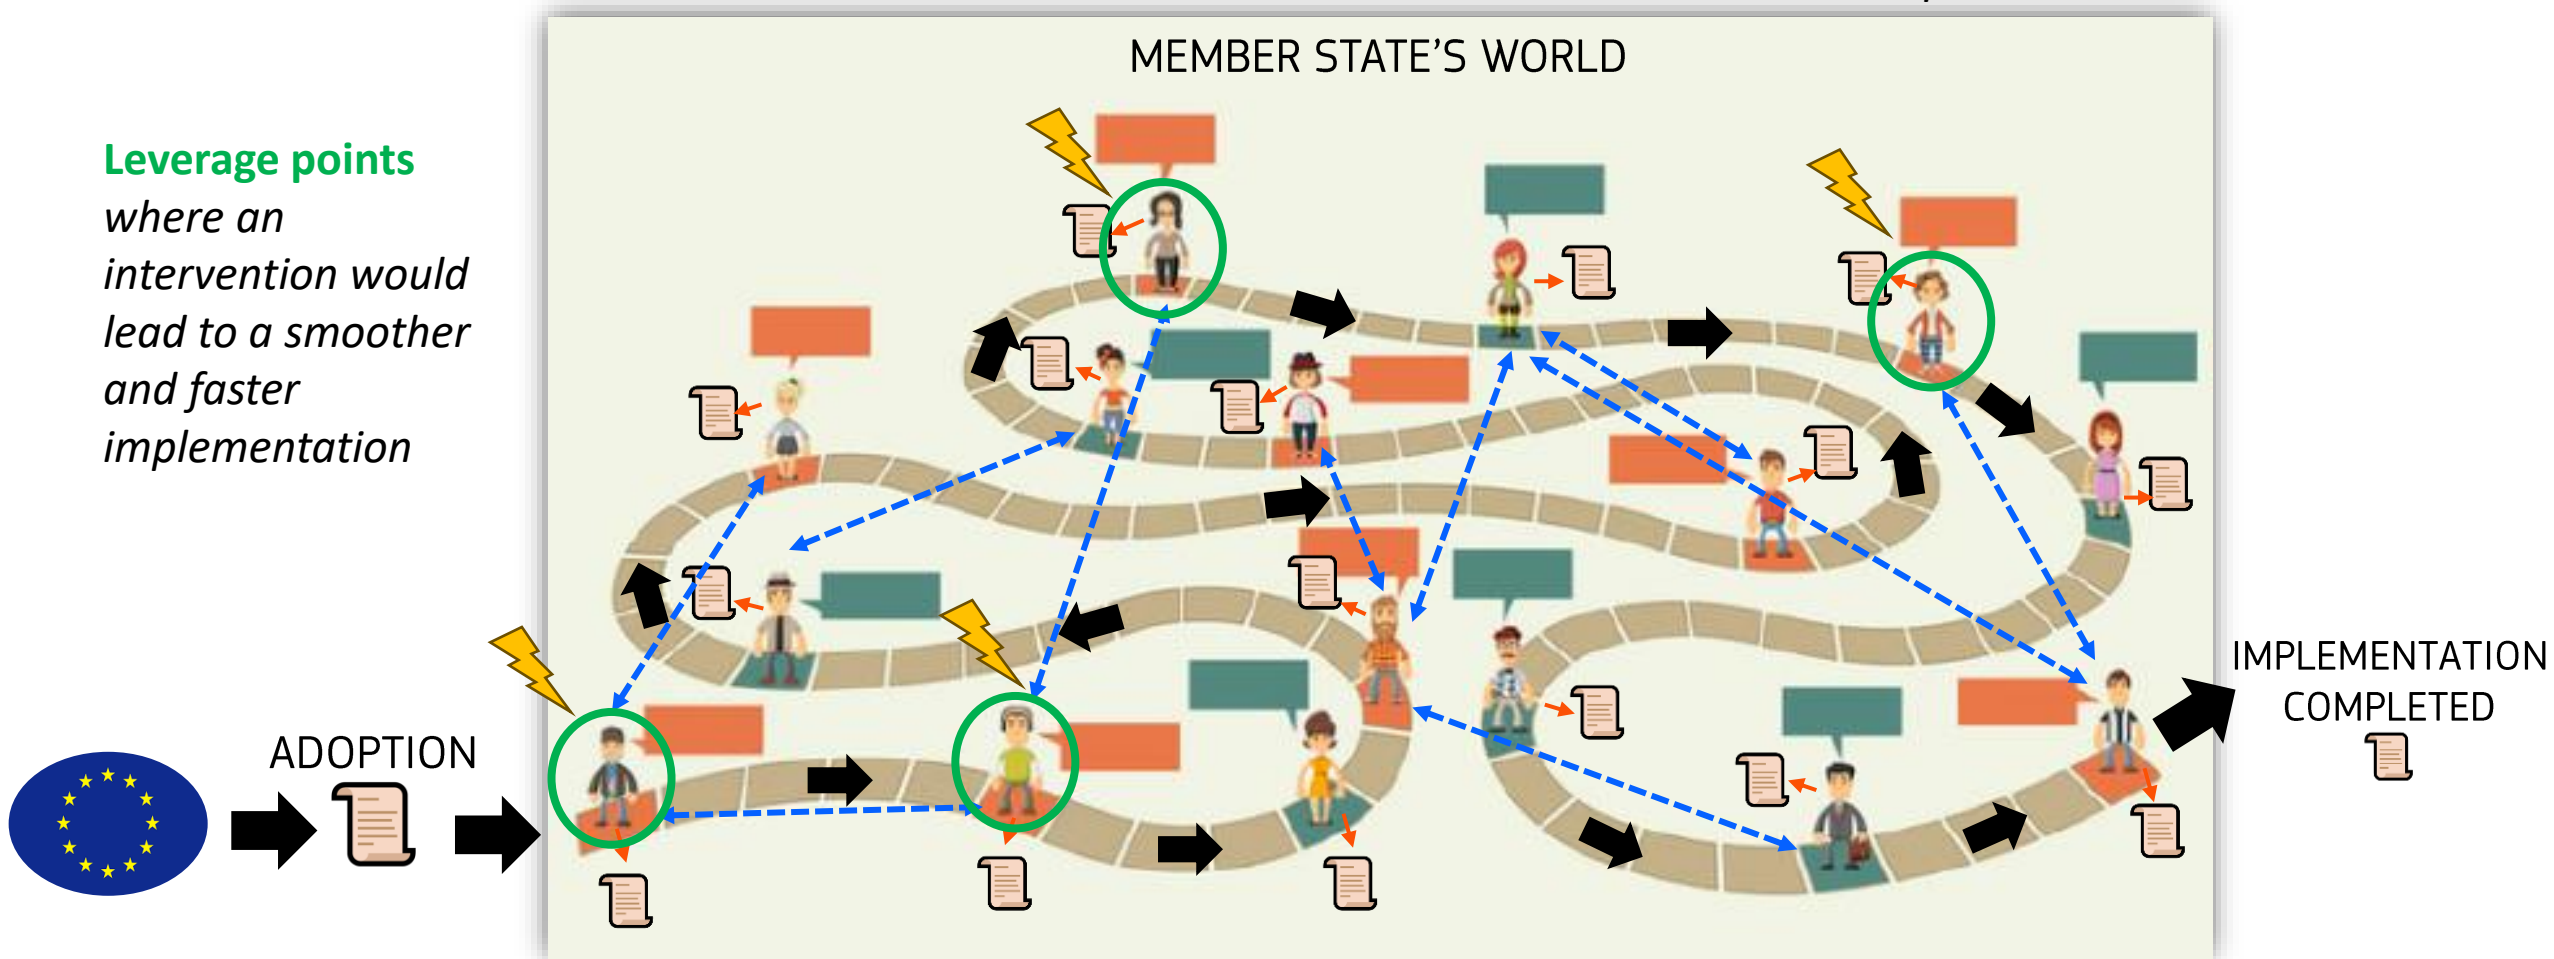 MEMBER STATE'S WORLD
Leverage points
where an
intervention would
lead to a smoother
and faster
implementation
ADOPTION
IMPLEMENTATION
COMPLETED